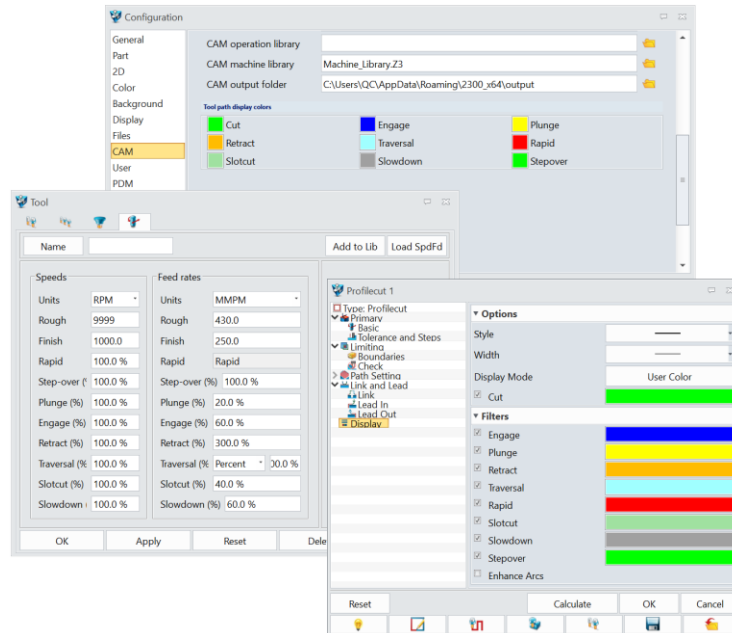 Configuration
General
Part
2D
Color
Background
Display
Files
CAM
User
PDM
CAM operation library
CAM machine library Machine_Library.Z3
CAM output folder C:\Users\QC\AppData\Roaming\2300_x64\output
Tool path display colors
Cut Engage Plunge
Retract Traversal Rapid
Slotcut Slowdown Stepover
Tool
Name Add to Lib Load SpdFd
Speeds Feed rates
Units RPM Units MMPM
Rough 9999 Rough 430.0
Finish 1000.0 Finish 250.0
Rapid 100.0 % Rapid Rapid
Step-over (% 100.0 % Step-over (%) 100.0 %
Plunge (%) 100.0 % Plunge (%) 20.0 %
Engage (%) 100.0 % Engage (%) 60.0 %
Retract (%) 100.0 % Retract (%) 300.0 %
Traversal (% 100.0 % Traversal (% Percent 00.0 %
Slotcut (%) 100.0 % Slotcut (%) 40.0 %
Slowdown ( 100.0 % Slowdown (%) 60.0 %
OK Apply Reset Dele
Profilecut 1
Type: Profilecut
Primary
Basic
Tolerance and Steps
Limiting
Boundaries
Check
Path Setting
Link and Lead
Link
Lead In
Lead Out
Display
Options
Style
Width
Display Mode User Color
Cut
Filters
Engage
Plunge
Retract
Traversal
Rapid
Slotcut
Slowdown
Stepover
Enhance Arcs
Reset Calculate OK Cancel